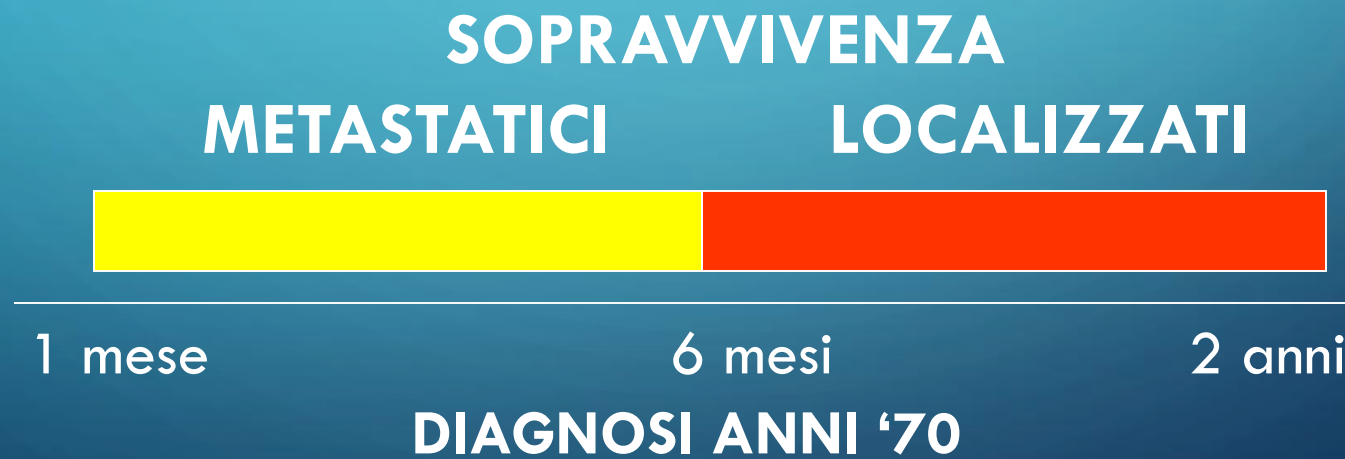 SOPRAVVIVENZA
METASTATICI LOCALIZZATI
1 mese 6 mesi 2 anni
DIAGNOSI ANNI ‘70